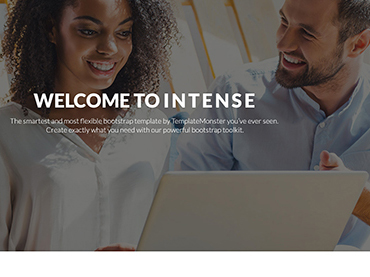 WELCOME TO INTENSE
The smartest and most flexible bootstrap template by TemplateMonster you've ever seen.
Create exactly what you need with our powerful bootstrap toolkit.